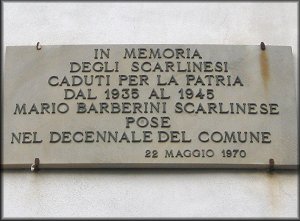 IN MEMORIA
DEGLI SCARLINESI
CADUTI PER LA PATRIA
DAL 1935 AL 1945
MARIO BARBERINI SCARLINESE
POSE
NEL DECENNALE DEL COMUNE
22 MAGGIO 1970